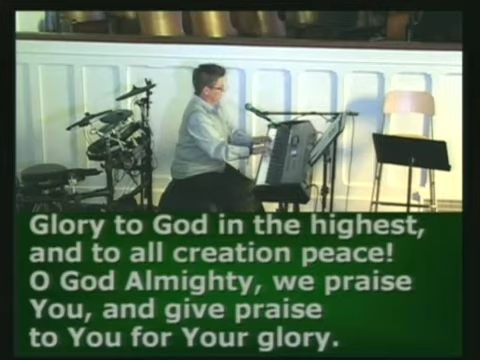 Glory to God in the highest,
and to all creation peace!
O God Almighty, we praise
You, and give praise
to You for Your glory.